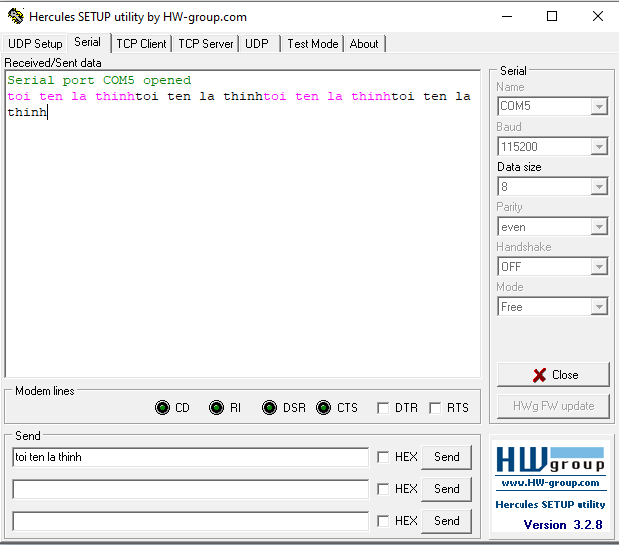 Hercules SETUP utility by HW-group.com
UDP Setup Serial TCP Client TCP Server UDP Test Mode About
Received/Sent data
Serial port COM5 opened
toi ten la thinhtoi ten la thinhtoi ten la thinhtoi ten la
thinh
Serial
Name
COM5
Baud
115200
Data size
8
Parity
even
Handshake
OFF
Mode
Free
Close
HWg FW update
Modem lines
CD RI DSR CTS DTR RTS
Send
toi ten la thinh HEX Send
HEX Send
HEX Send
HW group
www.HW-group.com
Hercules SETUP utility
Version 3.2.8